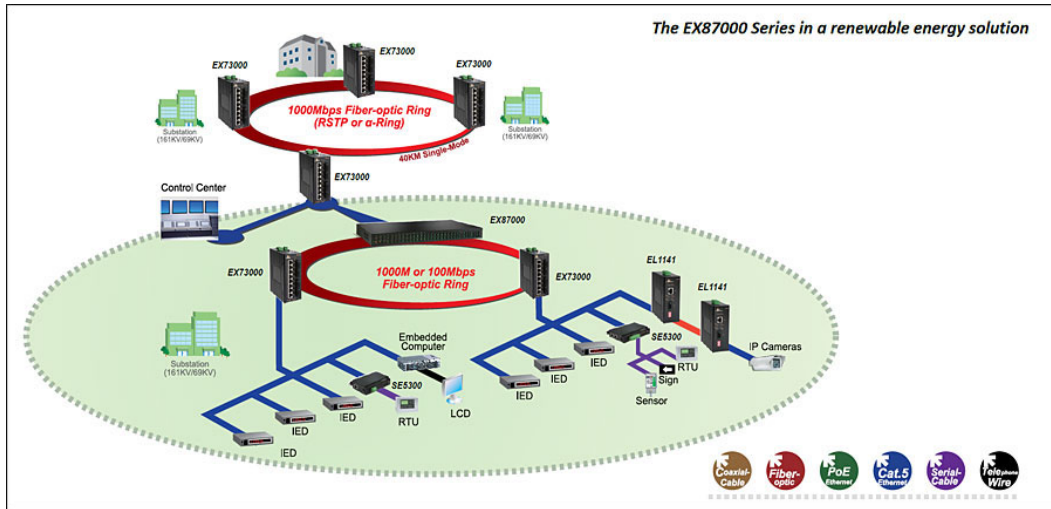 The EX87000 Series in a renewable energy solution
EX73000
EX73000
EX73000
1000Mbps Fiber-optic Ring
(RSTP or α-Ring)
Substation
(161KV/69KV)
Substation
(161KV/69KV)
40KM Single-Mode
EX73000
Control Center
EX87000
EX73000
1000M or 100Mbps
Fiber-optic Ring
EX73000
EL1141
EL1141
Substation
(161KV/69KV)
Embedded
Computer
SE5300
IP Cameras
IED
RTU
Sign
IED
IED
Sensor
SE5300
LCD
IED
RTU
IED
IED
Coaxial-
Cable
Fiber-
optic
PoE
Ethernet
Cat.5
Ethernet
Serial-
Cable
Telephone
Wire